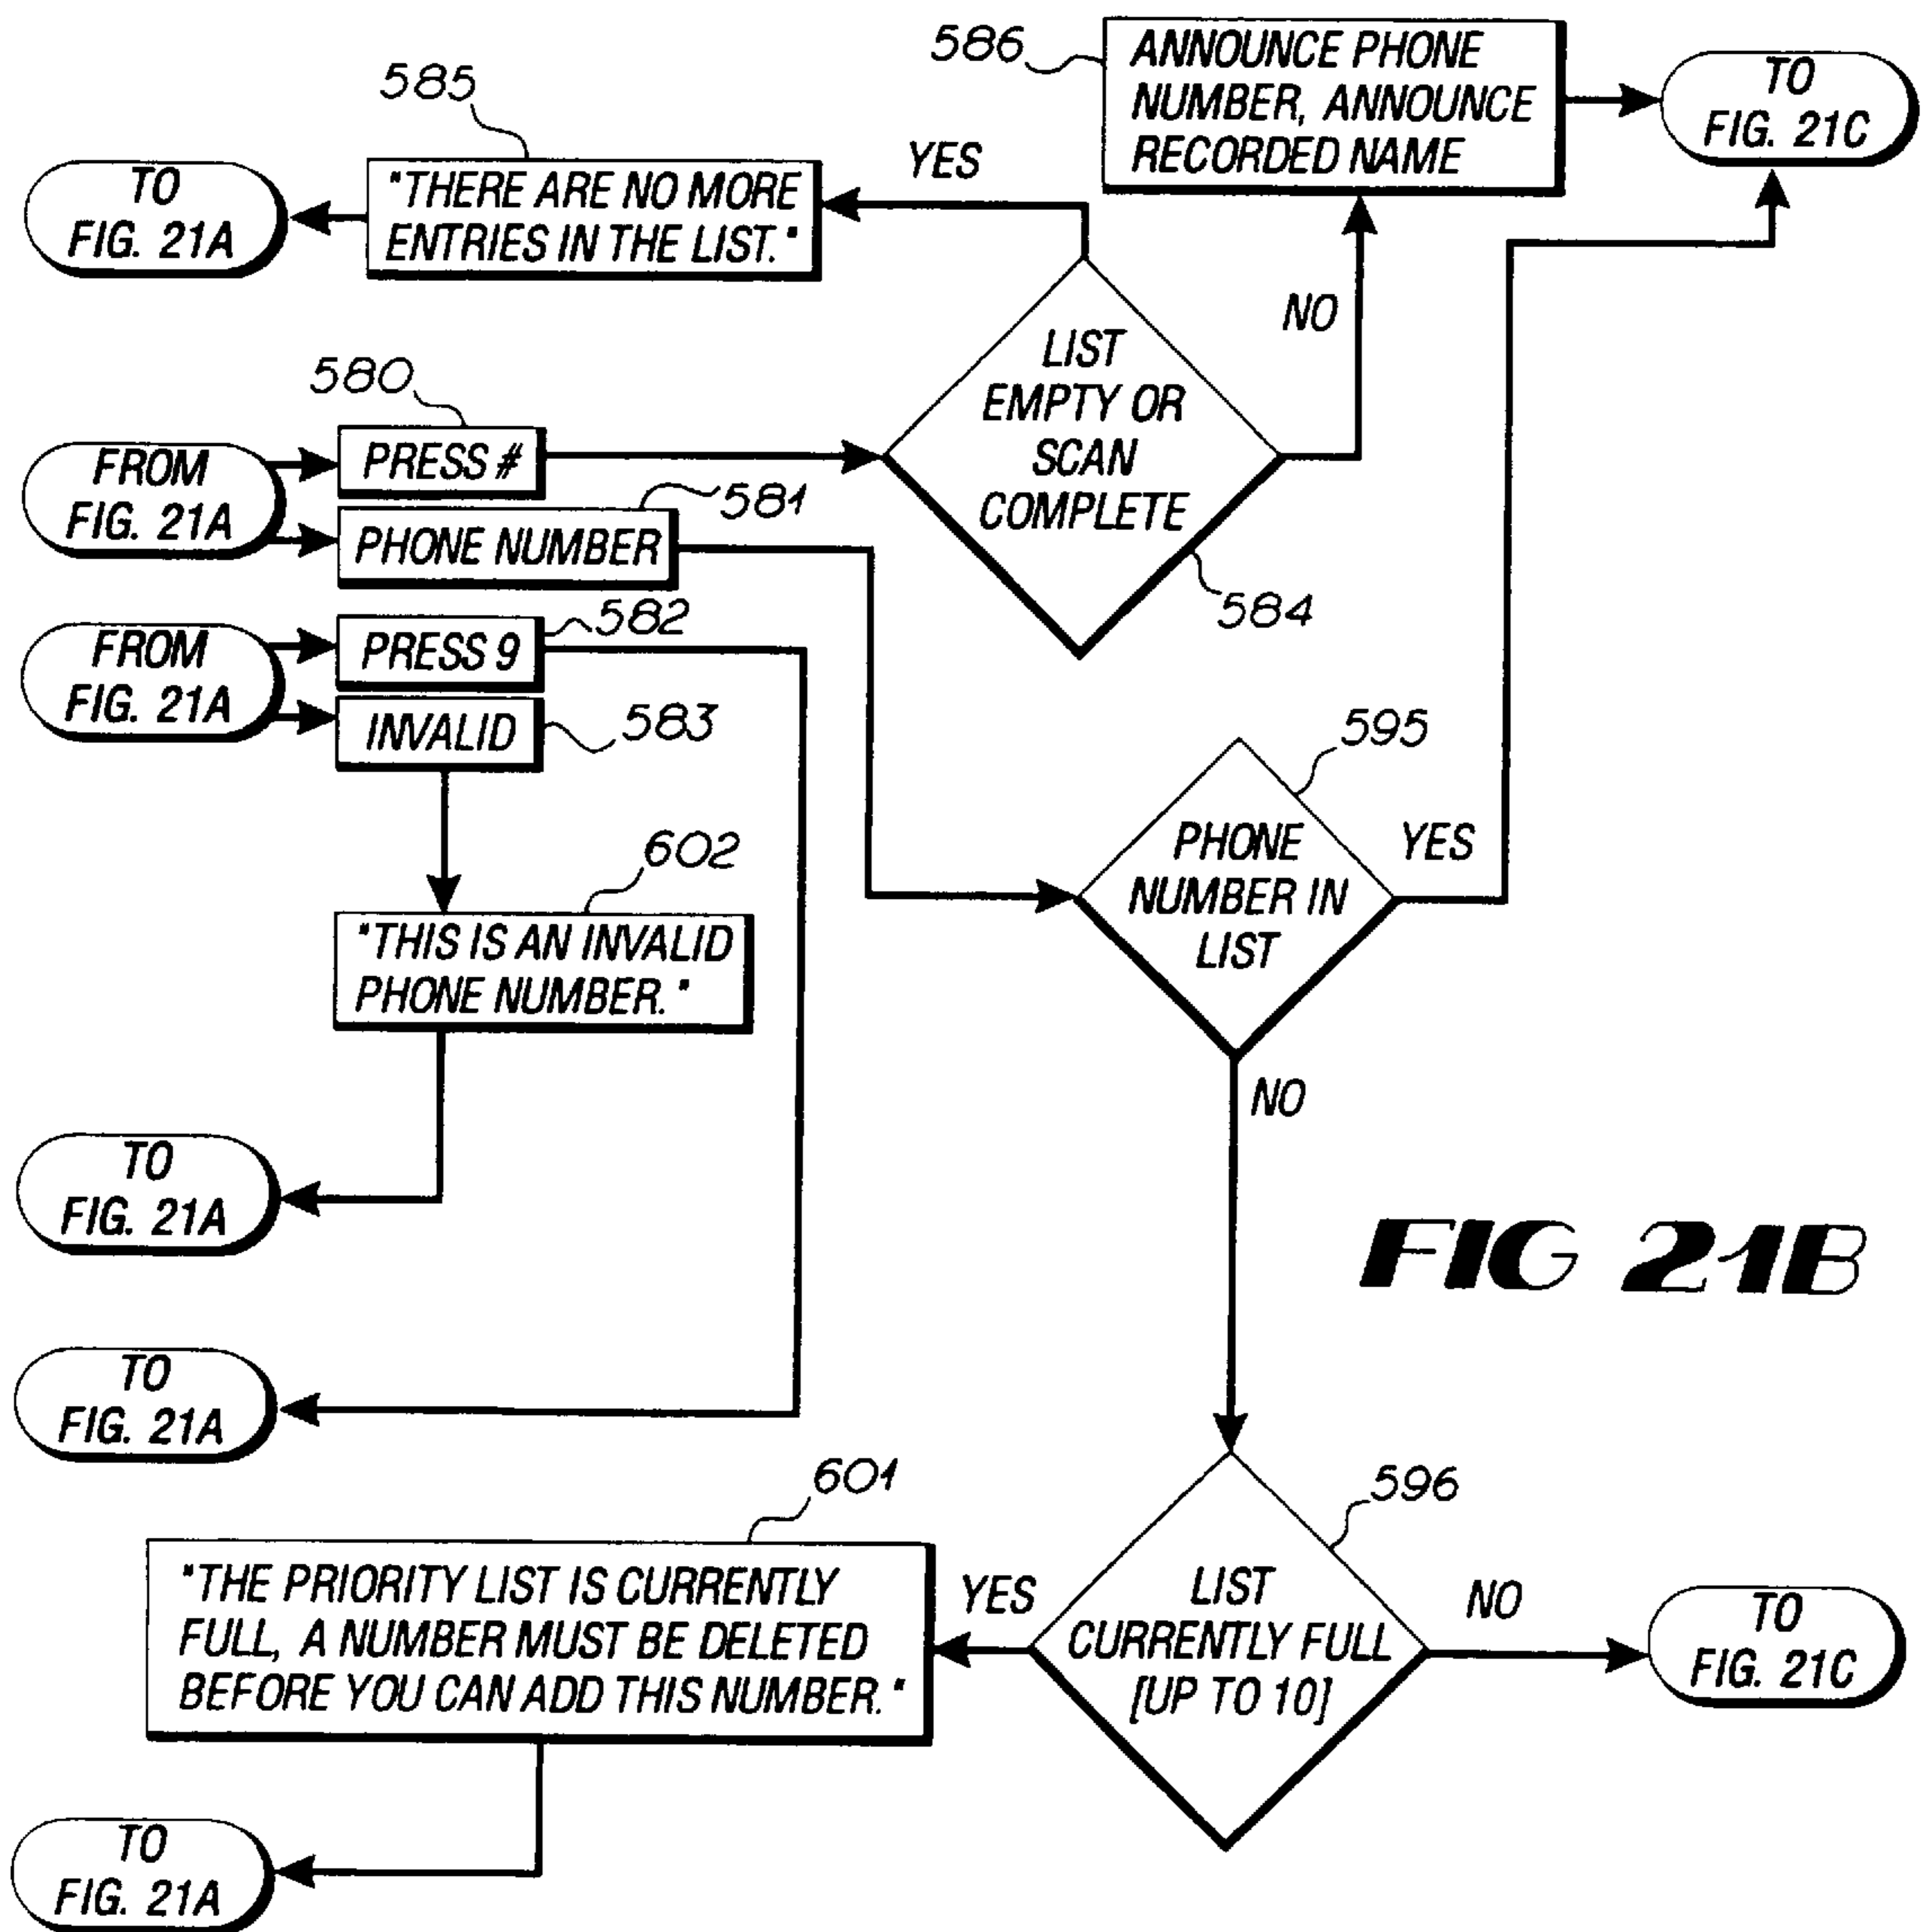 586
ANNOUNCE PHONE
NUMBER, ANNOUNCE
RECORDED NAME
TO
FIG. 21C
585
"THERE ARE NO MORE
ENTRIES IN THE LIST."
TO
FIG. 21A
YES
NO
LIST
EMPTY OR
SCAN
COMPLETE
584
580
FROM
FIG. 21A
PRESS #
581
PHONE NUMBER
FROM
FIG. 21A
582
PRESS 9
INVALID
583
602
"THIS IS AN INVALID
PHONE NUMBER."
TO
FIG. 21A
595
PHONE
NUMBER IN
LIST
YES
NO
FIG 21B
TO
FIG. 21A
601
"THE PRIORITY LIST IS CURRENTLY
FULL, A NUMBER MUST BE DELETED
BEFORE YOU CAN ADD THIS NUMBER."
YES
596
LIST
CURRENTLY FULL
[UP TO 10]
NO
TO
FIG. 21C
TO
FIG. 21A